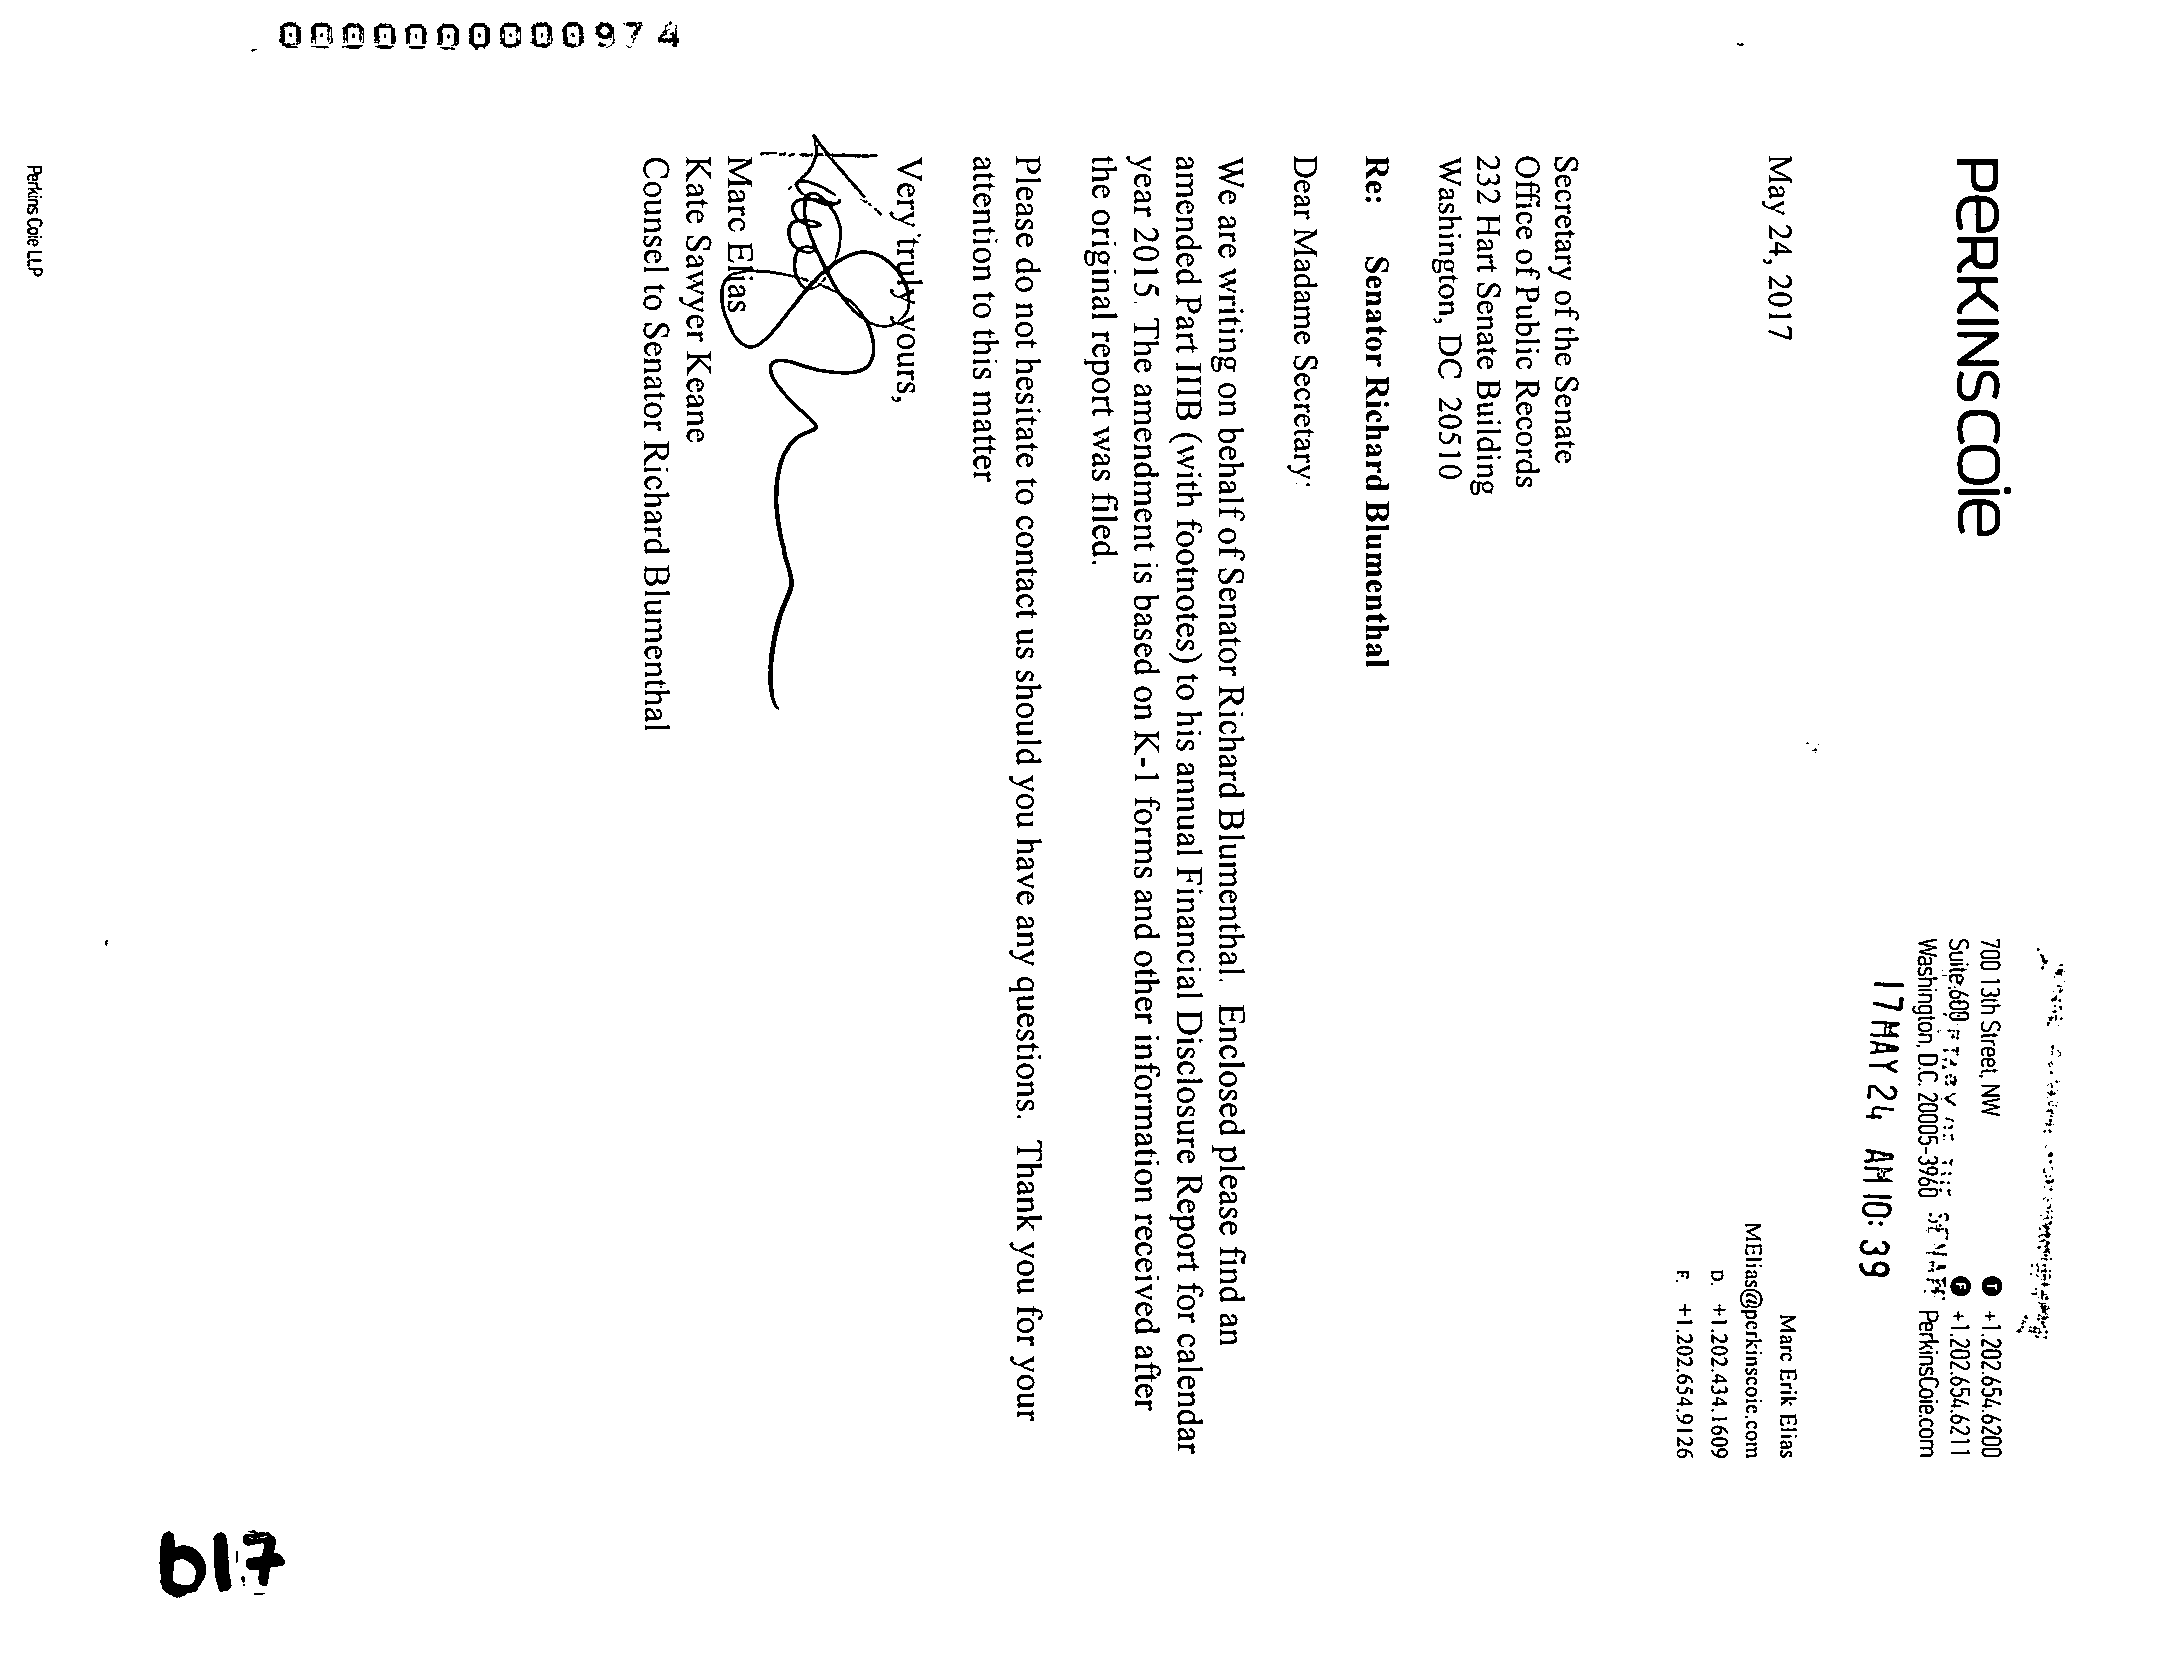 PERKINSCOIE
700 13th Street, NW
Suite 600
Washington, D.C. 20005-3960
T +1.202.654.6200
F +1.202.654.6211
PerkinsCoie.com
SENATE
17 MAY 24 AM 10: 39
May 24, 2017
Marc Erik Elias
MElias@perkinscoie.com
D. +1.202.434.1609
F. +1.202.654.9126
Secretary of the Senate
Office of Public Records
232 Hart Senate Building
Washington, DC 20510
Re: Senator Richard Blumenthal
Dear Madame Secretary:
We are writing on behalf of Senator Richard Blumenthal. Enclosed please find an
amended Part IIIB (with footnotes) to his annual Financial Disclosure Report for calendar
year 2015. The amendment is based on K-1 forms and other information received after
the original report was filed.
Please do not hesitate to contact us should you have any questions. Thank you for your
attention to this matter
Very truly yours,
Marc Elias
Kate Sawyer Keane
Counsel to Senator Richard Blumenthal
Perkins Coie LLP
0000000000974